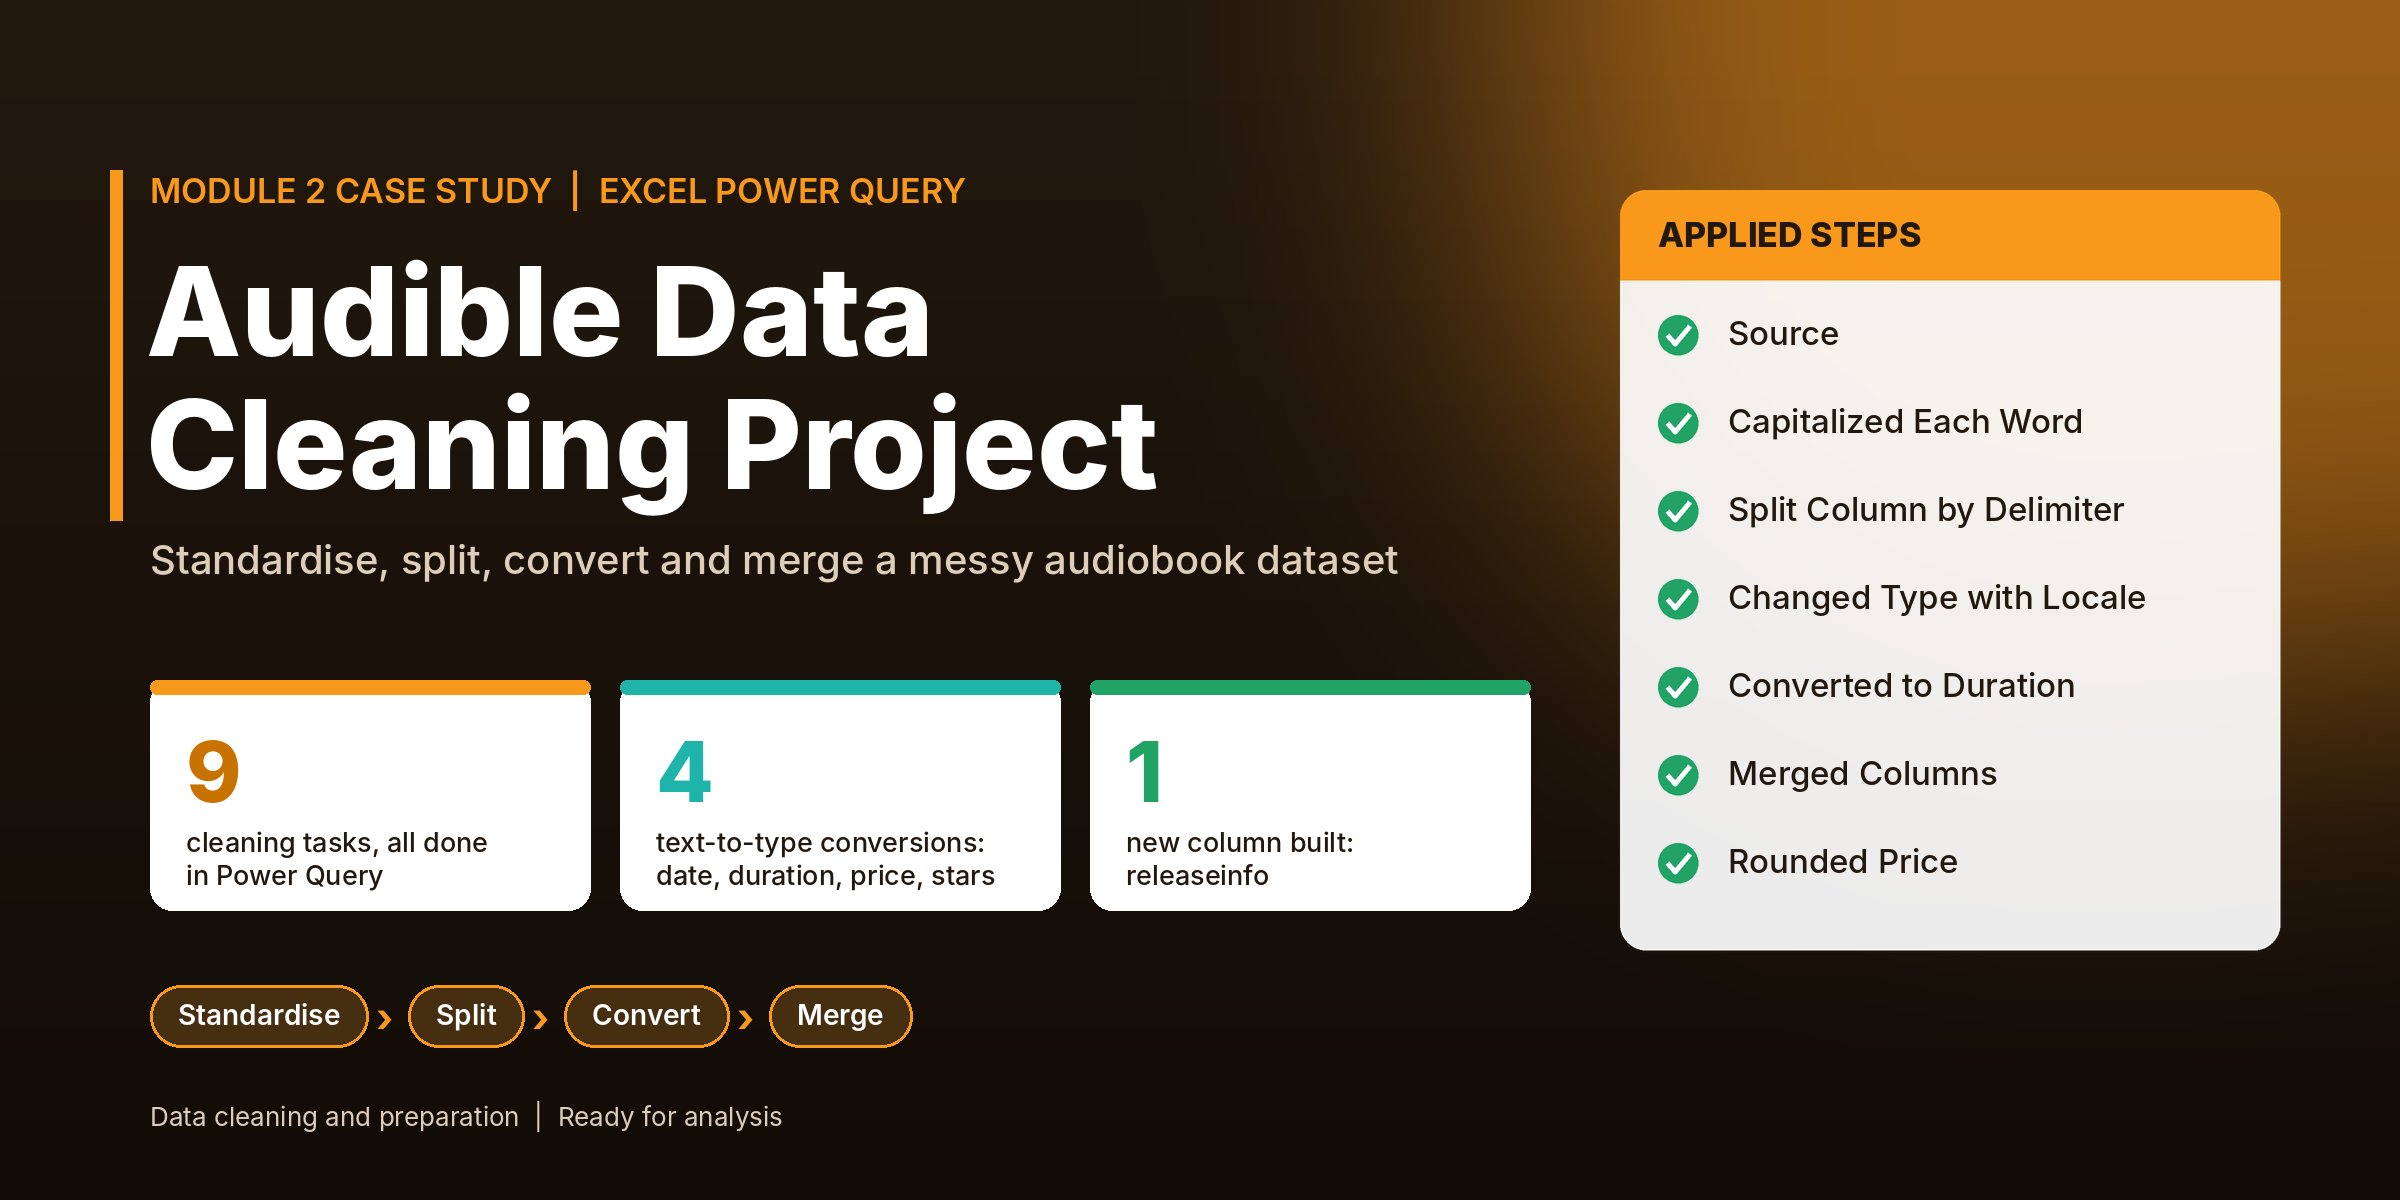 MODULE 2 CASE STUDY | EXCEL POWER QUERY
Audible Data
Cleaning Project
Standardise, split, convert and merge a messy audiobook dataset
9
cleaning tasks, all done
in Power Query
4
text-to-type conversions:
date, duration, price, stars
1
new column built:
releaseinfo
Standardise › Split › Convert › Merge
Data cleaning and preparation | Ready for analysis
APPLIED STEPS
Source
Capitalized Each Word
Split Column by Delimiter
Changed Type with Locale
Converted to Duration
Merged Columns
Rounded Price